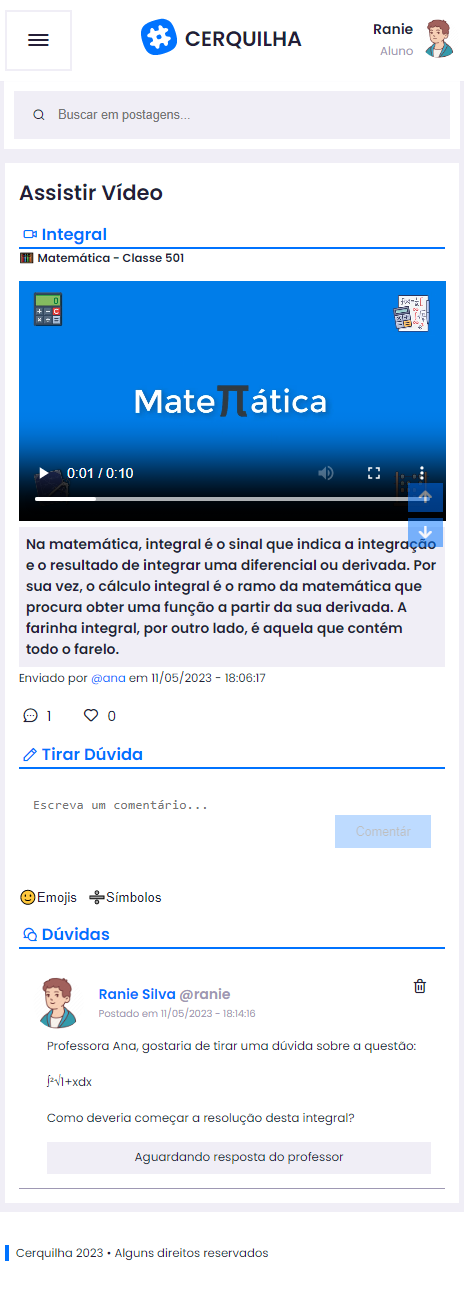 CERQUILHA
Ranie
Aluno
Buscar em postagens...
Assistir Vídeo
Integral
Matemática - Classe 501
Mateπática
0:01 / 0:10
Na matemática, integral é o sinal que indica a integração
e o resultado de integrar uma diferencial ou derivada. Por
sua vez, o cálculo integral é o ramo da matemática que
procura obter uma função a partir da sua derivada. A
farinha integral, por outro lado, é aquela que contém
todo o farelo.
Enviado por @ana em 11/05/2023 - 18:06:17
1 0
Tirar Dúvida
Escreva um comentário...
Comentár
Emojis Símbolos
Dúvidas
Ranie Silva @ranie
Postado em 11/05/2023 - 18:14:16
Professora Ana, gostaria de tirar uma dúvida sobre a questão:
∫²√1+xdx
Como deveria começar a resolução desta integral?
Aguardando resposta do professor
Cerquilha 2023 • Alguns direitos reservados